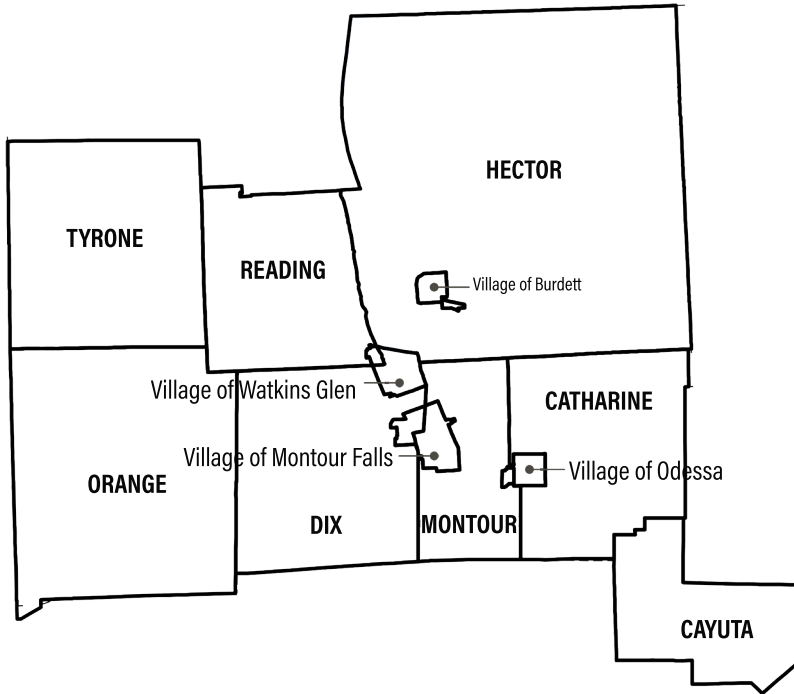 HECTOR
TYRONE
READING
Village of Burdett
Village of Watkins Glen
CATHARINE
Village of Montour Falls
Village of Odessa
ORANGE
DIX
MONTOUR
CAYUTA